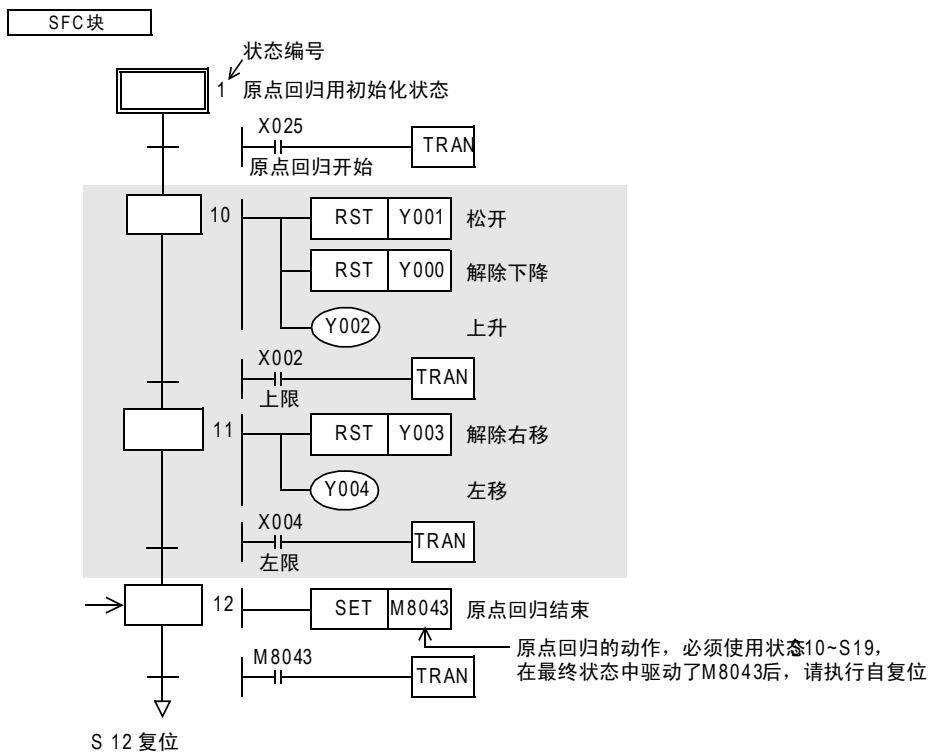 SFC块
状态编号
1 原点回归用初始化状态
X025
TRAN
原点回归开始
10 RST Y001 松开
RST Y000 解除下降
Y002 上升
X002
TRAN
上限
11 RST Y003 解除右移
Y004 左移
X004
TRAN
左限
12 SET M8043 原点回归结束
原点回归的动作，必须使用状态S10~S19，
在最终状态中驱动了M8043后，请执行自复位
M8043
TRAN
S 12 复位